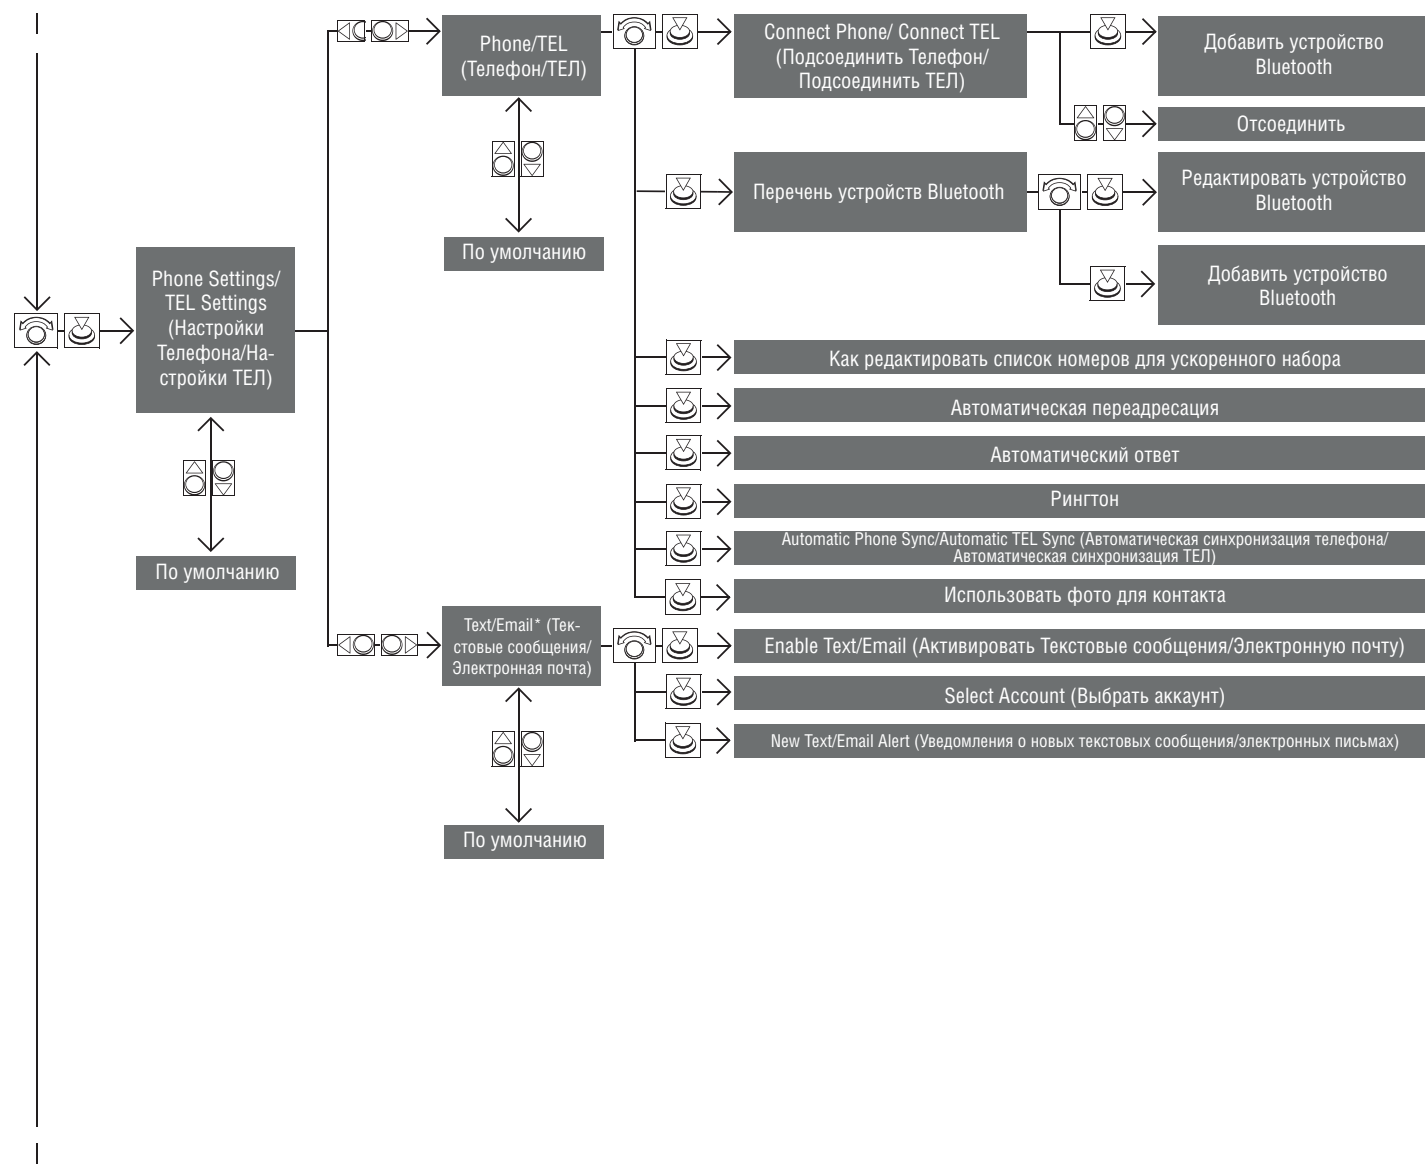 Phone/TEL
(Телефон/ТЕЛ)
Connect Phone/ Connect TEL
(Подсоединить Телефон/
Подсоединить ТЕЛ)
Добавить устройство
Bluetooth
Отсоединить
Перечень устройств Bluetooth
Редактировать устройство
Bluetooth
По умолчанию
Добавить устройство
Bluetooth
Phone Settings/
TEL Settings
(Настройки
Телефона/На-
стройки ТЕЛ)
Как редактировать список номеров для ускоренного набора
Автоматическая переадресация
Автоматический ответ
Рингтон
Automatic Phone Sync/Automatic TEL Sync (Автоматическая синхронизация телефона/
Автоматическая синхронизация ТЕЛ)
По умолчанию
Использовать фото для контакта
Text/Email* (Тек-
стовые сообщения/
Электронная почта)
Enable Text/Email (Активировать Текстовые сообщения/Электронную почту)
Select Account (Выбрать аккаунт)
New Text/Email Alert (Уведомления о новых текстовых сообщения/электронных письмах)
По умолчанию